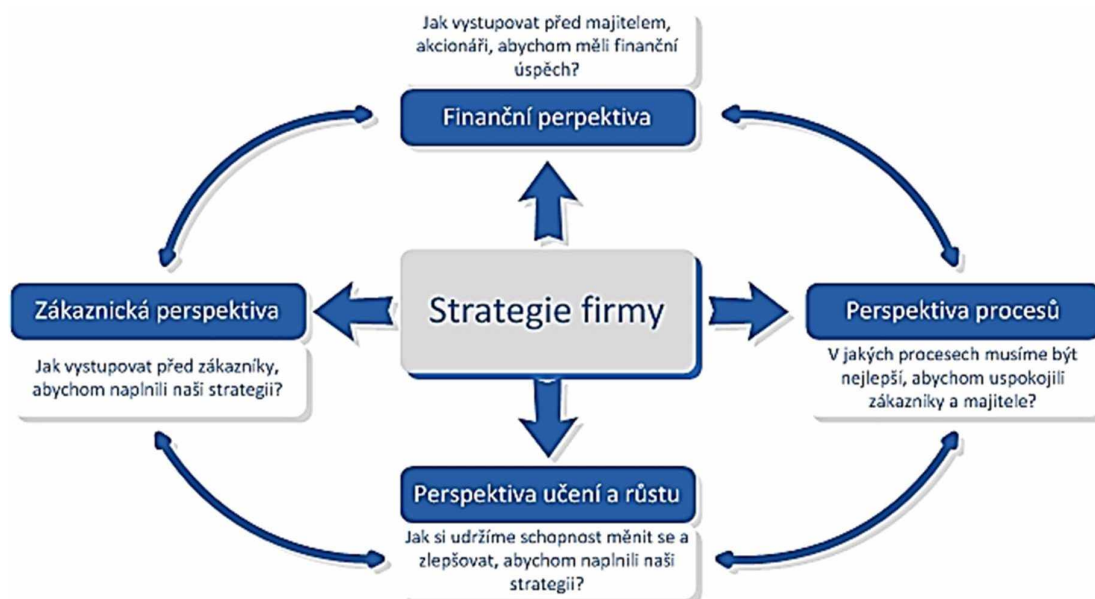 Jak vystupovat před majitelem,
akcionáři, abychom měli finanční
úspěch?
Finanční perpektiva
Zákaznická perspektiva
Jak vystupovat před zákazníky,
abychom naplnili naši strategii?
Strategie firmy
Perspektiva procesů
V jakých procesech musíme být
nejlepší, abychom uspokojili
zákazníky a majitele?
Perspektiva učení a růstu
Jak si udržíme schopnost měnit se a
zlepšovat, abychom naplnili naši
strategii?